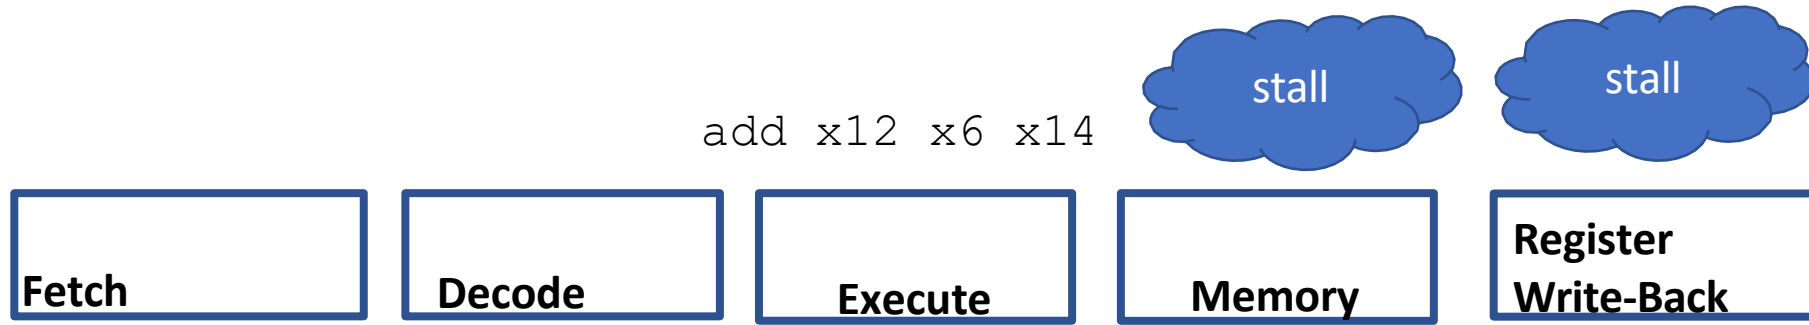 stall
stall
add x12 x6 x14
Fetch
Decode
Execute
Memory
Register
Write-Back